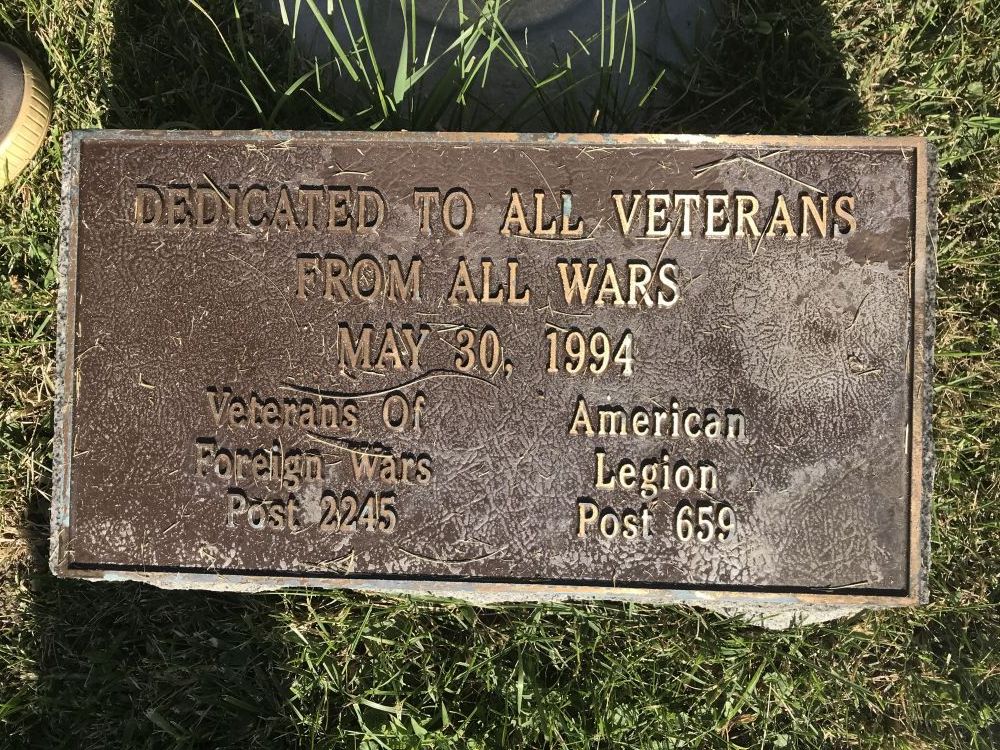 DEDICATED TO ALL VETERANS
FROM ALL WARS
MAY 30, 1994
Veterans Of
Foreign Wars
Post 2245
American
Legion
Post 659